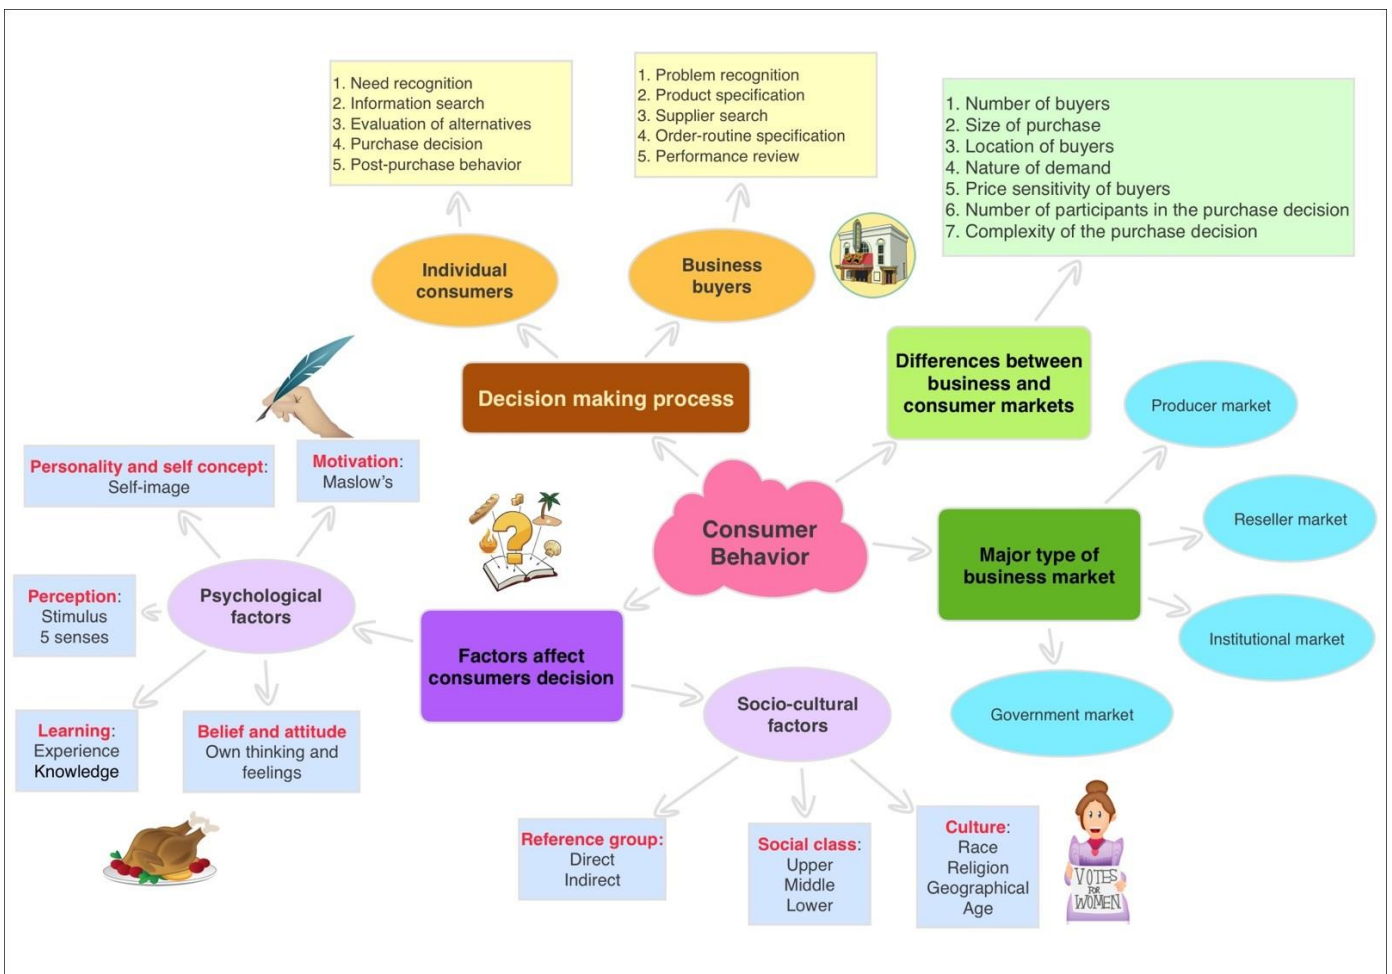 1. Need recognition
2. Information search
3. Evaluation of alternatives
4. Purchase decision
5. Post-purchase behavior
1. Problem recognition
2. Product specification
3. Supplier search
4. Order-routine specification
5. Performance review
1. Number of buyers
2. Size of purchase
3. Location of buyers
4. Nature of demand
5. Price sensitivity of buyers
6. Number of participants in the purchase decision
7. Complexity of the purchase decision
Individual
consumers
Business
buyers
Decision making process
Differences between
business and
consumer markets
Producer market
Personality and self concept:
Self-image
Motivation:
Maslow's
Consumer
Behavior
Major type of
business market
Reseller market
Institutional market
Government market
Perception:
Stimulus
5 senses
Psychological
factors
Factors affect
consumers decision
Socio-cultural
factors
Learning:
Experience
Knowledge
Belief and attitude
Own thinking and
feelings
Reference group:
Direct
Indirect
Social class:
Upper
Middle
Lower
Culture:
Race
Religion
Geographical
Age
VOTES
FOR
WOMEN